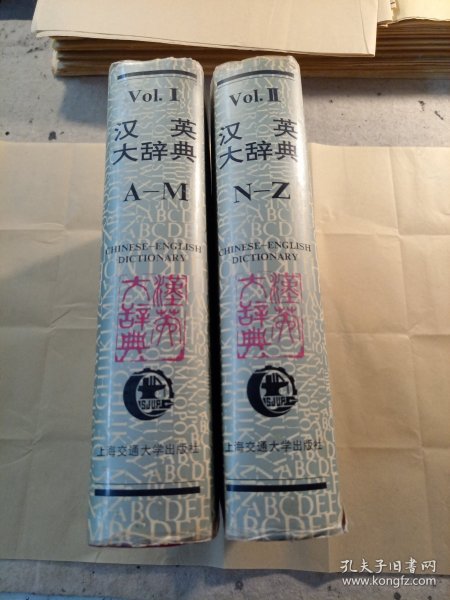 Vol. I
汉英
大辞典
A-M
CHINESE-ENGLISH
DICTIONARY
漢英
大辞典
SJUP
上海交通大学出版社
Vol. II
汉英
大辞典
N-Z
CHINESE-ENGLISH
DICTIONARY
漢英
大辞典
SJUP
上海交通大学出版社
孔夫子旧书网
www.kongfz.com